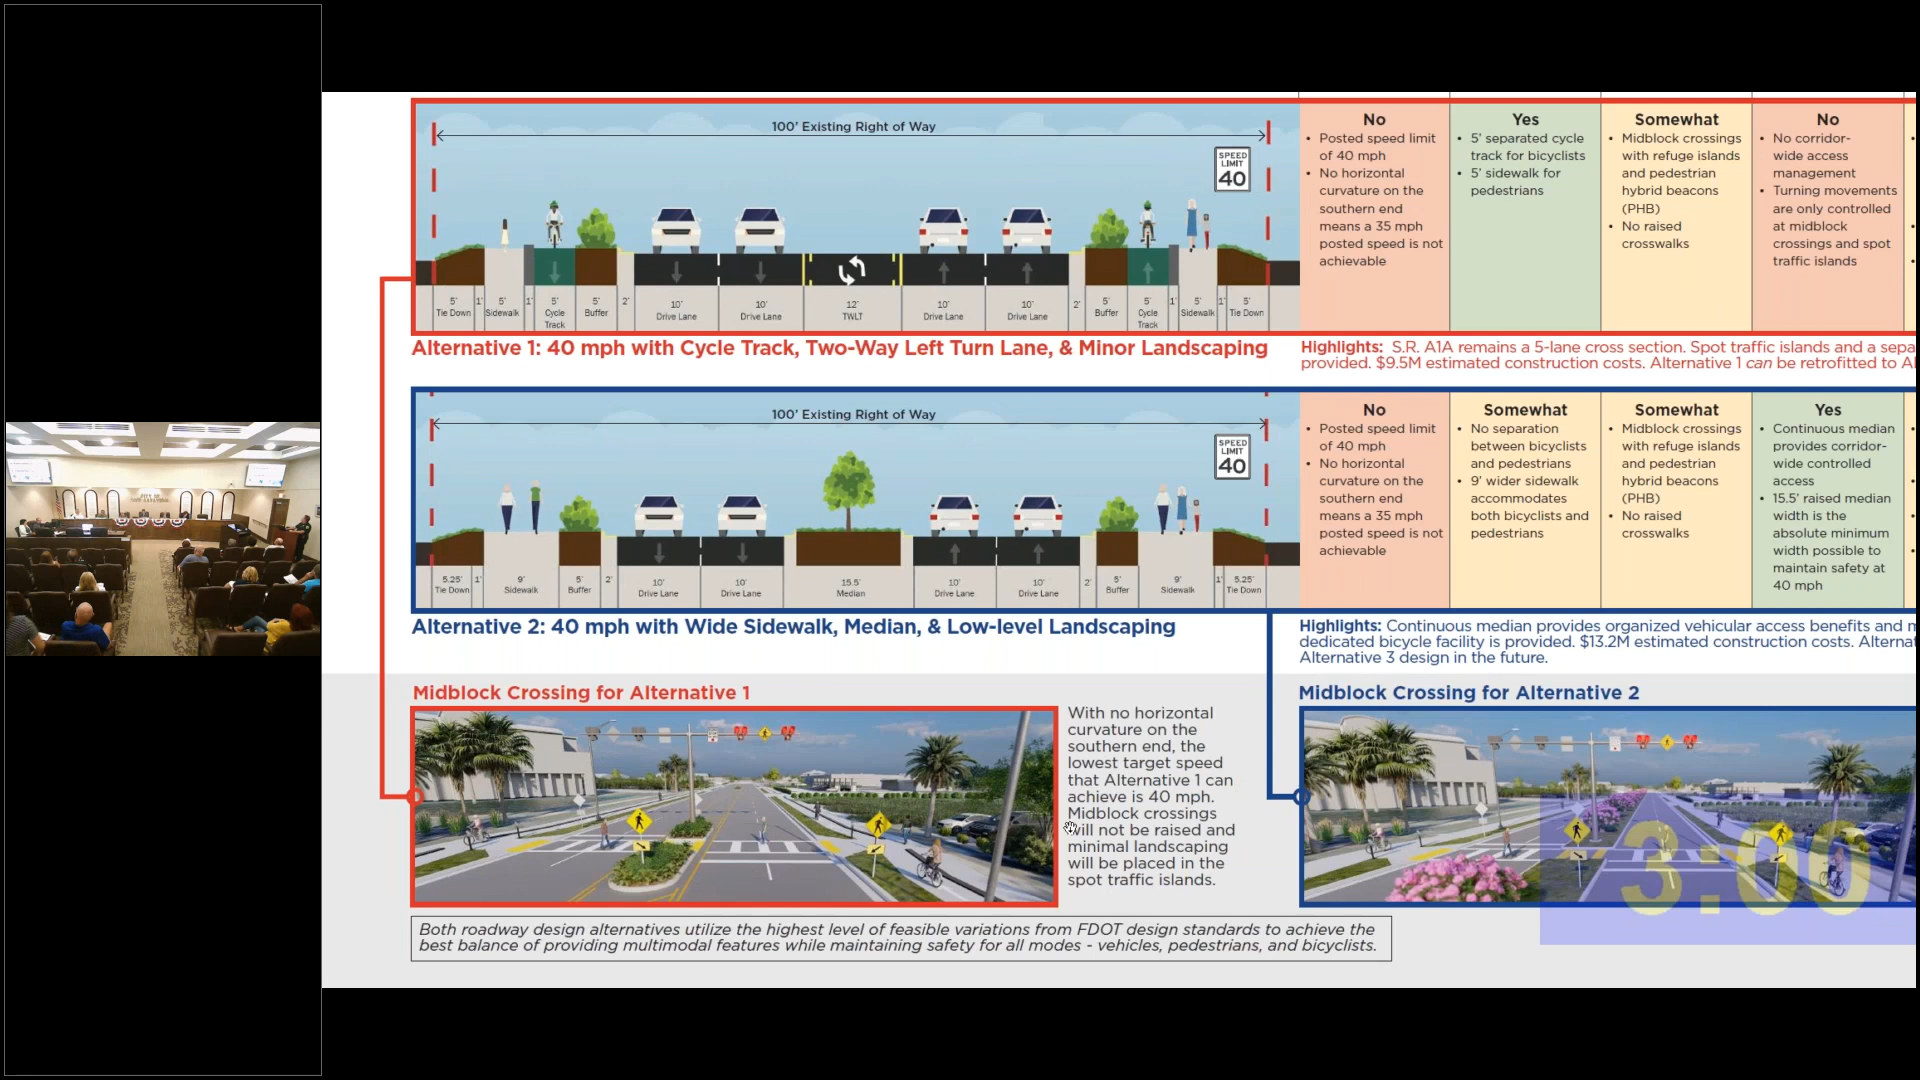 100' Existing Right of Way
SPEED
LIMIT
40
5'
Tie Down
1'
5'
Sidewalk
1'
5'
Cycle
Track
5'
Buffer
2'
10'
Drive Lane
10'
Drive Lane
12'
TWLT
10'
Drive Lane
10'
Drive Lane
2'
5'
Buffer
5'
Cycle
Track
1'
5'
Sidewalk
1'
5'
Tie Down
No
• Posted speed limit
of 40 mph
• No horizontal
curvature on the
southern end
means a 35 mph
posted speed is not
achievable
Yes
• 5' separated cycle
track for bicyclists
• 5' sidewalk for
pedestrians
Somewhat
• Midblock crossings
with refuge islands
and pedestrian
hybrid beacons
(PHB)
• No raised
crosswalks
No
• No corridor-
wide access
management
• Turning movements
are only controlled
at midblock
crossings and spot
traffic islands
Alternative 1: 40 mph with Cycle Track, Two-Way Left Turn Lane, & Minor Landscaping
Highlights: S.R. A1A remains a 5-lane cross section. Spot traffic islands and a sepa
provided. $9.5M estimated construction costs. Alternative 1 can be retrofitted to Al
100' Existing Right of Way
SPEED
LIMIT
40
5.25'
Tie Down
1'
9'
Sidewalk
5'
Buffer
2'
10'
Drive Lane
10'
Drive Lane
15.5'
Median
10'
Drive Lane
10'
Drive Lane
2'
5'
Buffer
9'
Sidewalk
1'
5.25'
Tie Down
No
• Posted speed limit
of 40 mph
• No horizontal
curvature on the
southern end
means a 35 mph
posted speed is not
achievable
Somewhat
• No separation
between bicyclists
and pedestrians
• 9' wider sidewalk
accommodates
both bicyclists and
pedestrians
Somewhat
• Midblock crossings
with refuge islands
and pedestrian
hybrid beacons
(PHB)
• No raised
crosswalks
Yes
• Continuous median
provides corridor-
wide controlled
access
• 15.5' raised median
width is the
absolute minimum
width possible to
maintain safety at
40 mph
Alternative 2: 40 mph with Wide Sidewalk, Median, & Low-level Landscaping
Highlights: Continuous median provides organized vehicular access benefits and m
dedicated bicycle facility is provided. $13.2M estimated construction costs. Alternat
Alternative 3 design in the future.
Midblock Crossing for Alternative 1
With no horizontal
curvature on the
southern end, the
lowest target speed
that Alternative 1 can
achieve is 40 mph.
Midblock crossings
will not be raised and
minimal landscaping
will be placed in the
spot traffic islands.
Midblock Crossing for Alternative 2
3:00
Both roadway design alternatives utilize the highest level of feasible variations from FDOT design standards to achieve the
best balance of providing multimodal features while maintaining safety for all modes - vehicles, pedestrians, and bicyclists.